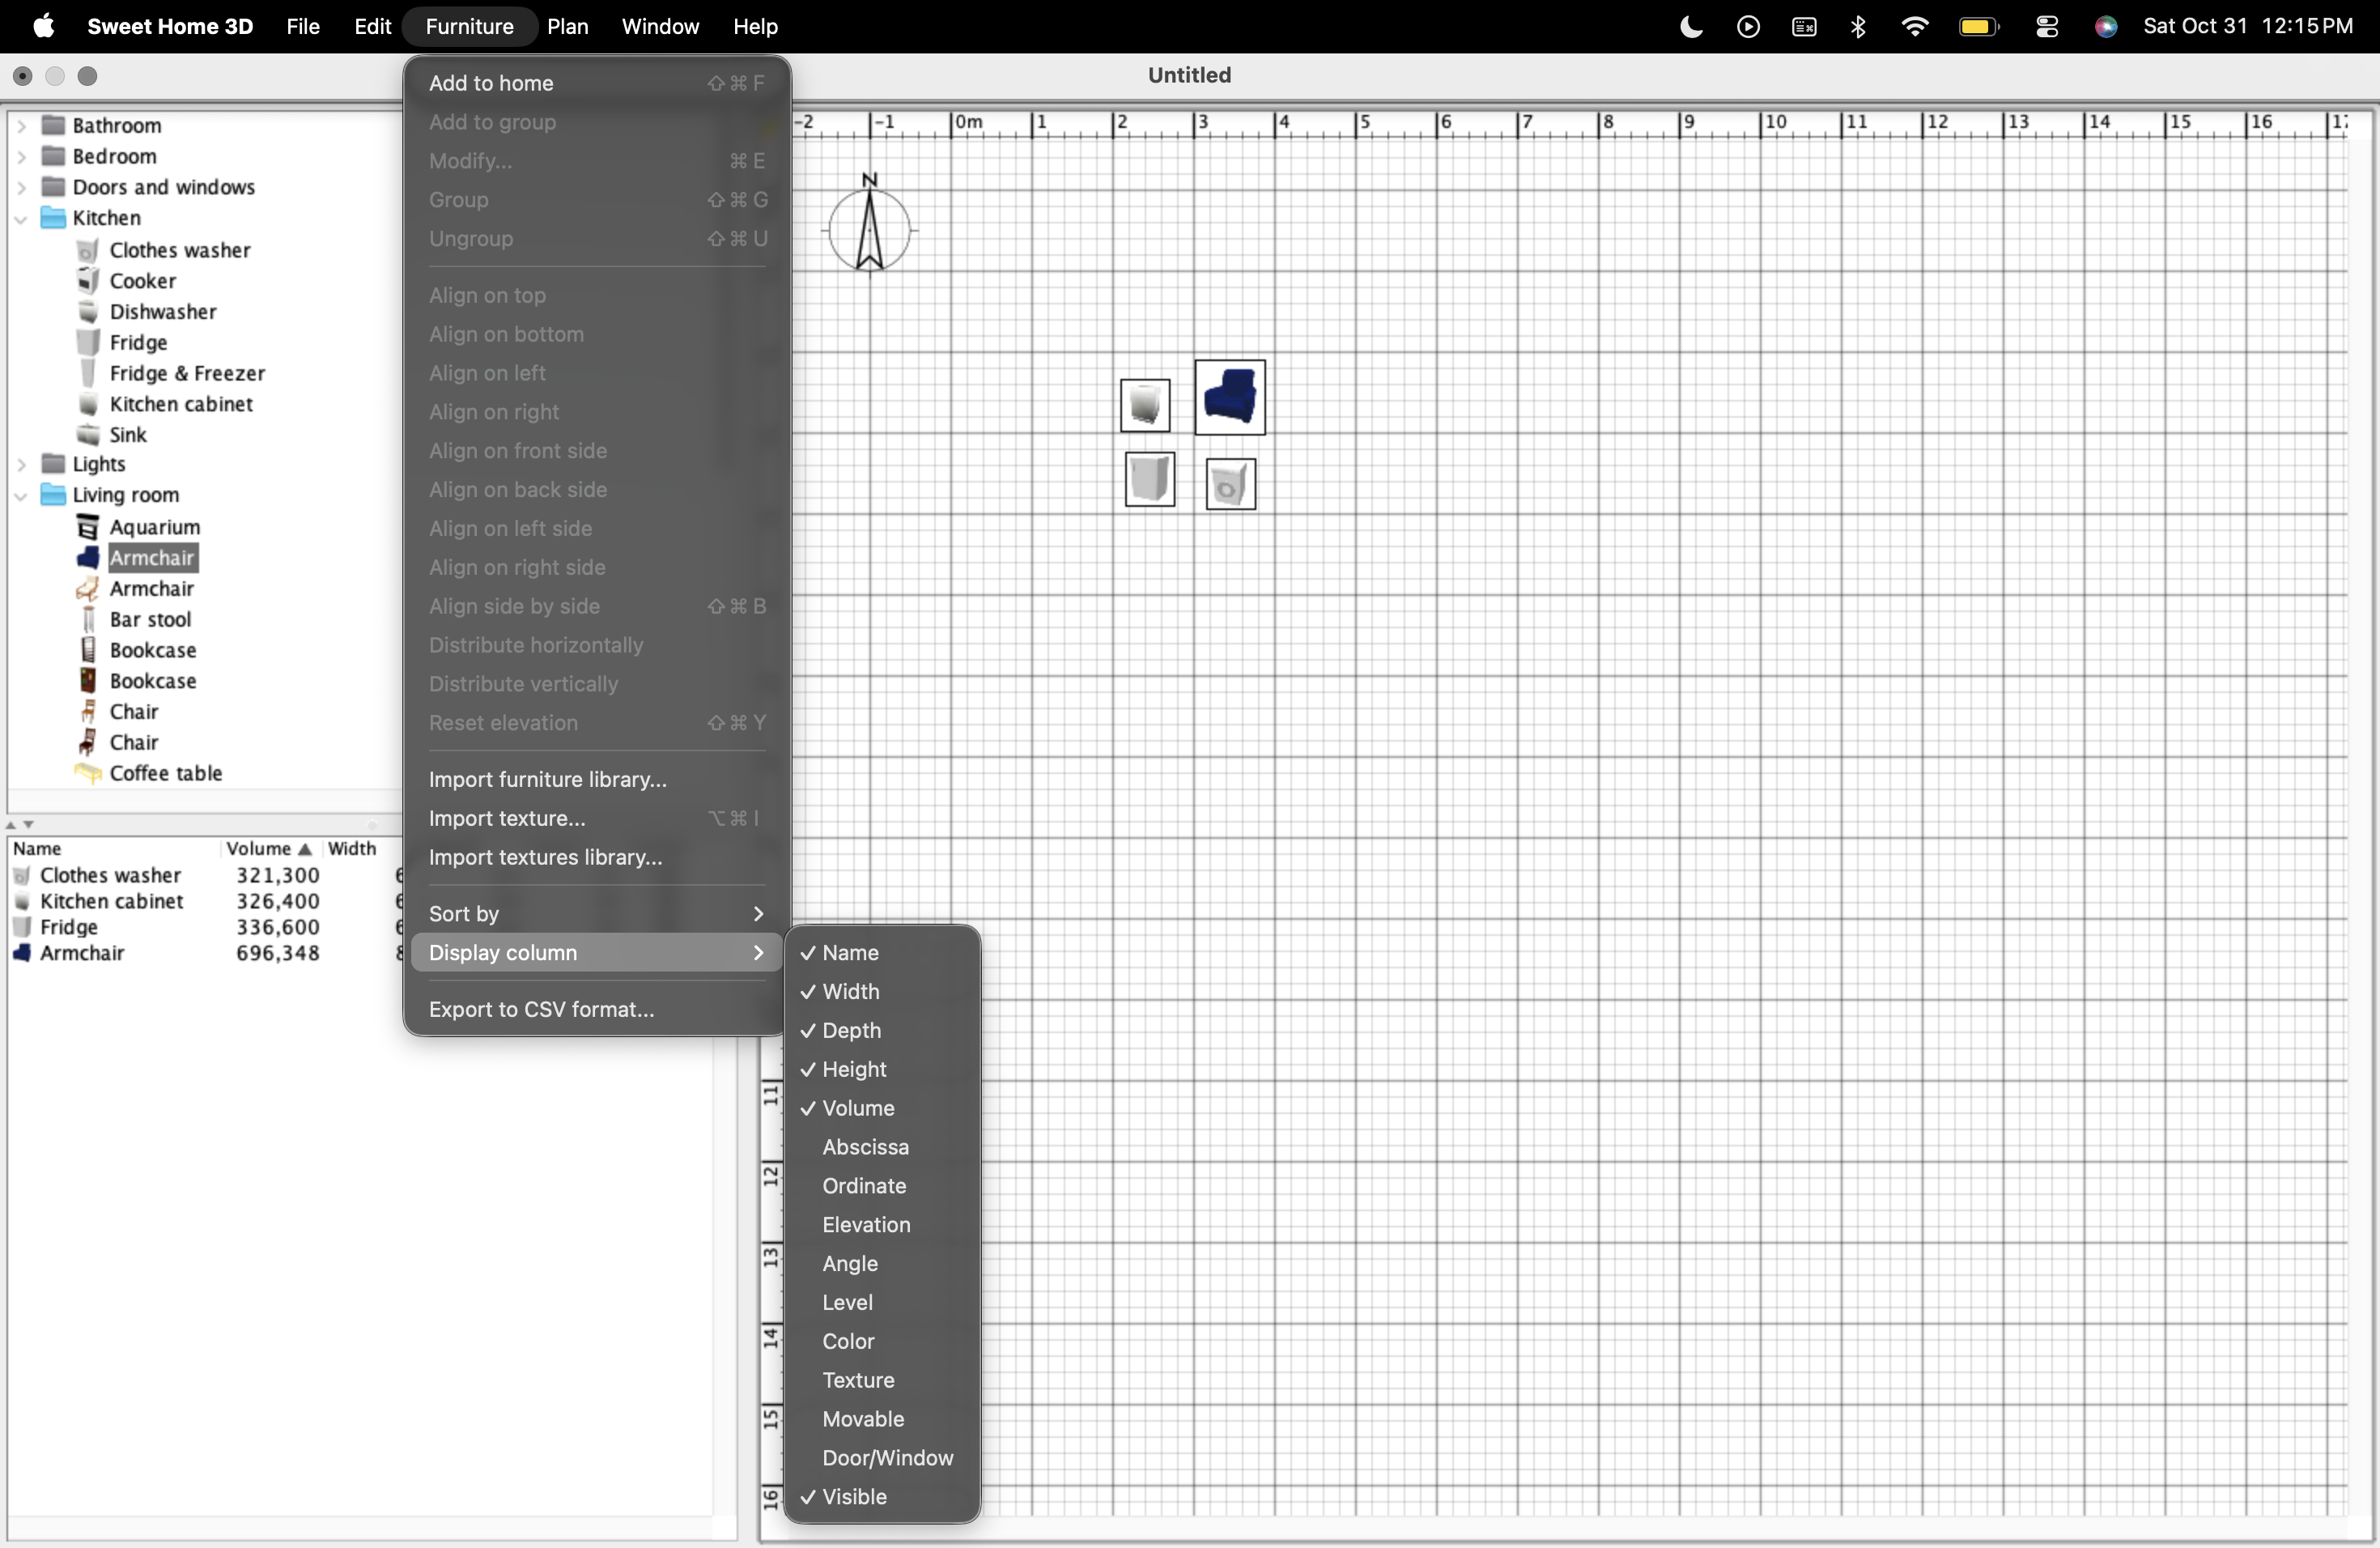 Sweet Home 3D File Edit Furniture Plan Window Help Sat Oct 31 12:15 PM
Untitled
Bathroom
Bedroom
Doors and windows
Kitchen
Clothes washer
Cooker
Dishwasher
Fridge
Fridge & Freezer
Kitchen cabinet
Sink
Lights
Living room
Aquarium
Armchair
Armchair
Bar stool
Bookcase
Bookcase
Chair
Chair
Coffee table
Name Volume Width
Clothes washer 321,300
Kitchen cabinet 326,400
Fridge 336,600
Armchair 696,348
Add to home ⇧⌘F
Add to group
Modify... ⌘E
Group ⇧⌘G
Ungroup ⇧⌘U
Align on top
Align on bottom
Align on left
Align on right
Align on front side
Align on back side
Align on left side
Align on right side
Align side by side ⇧⌘B
Distribute horizontally
Distribute vertically
Reset elevation ⇧⌘Y
Import furniture library...
Import texture... ⌥⌘I
Import textures library...
Sort by
Display column
Export to CSV format...
✓ Name
✓ Width
✓ Depth
✓ Height
✓ Volume
Abscissa
Ordinate
Elevation
Angle
Level
Color
Texture
Movable
Door/Window
✓ Visible
-2 -1 0m 1 2 3 4 5 6 7 8 9 10 11 12 13 14 15 16
N
11
12
13
14
15
16